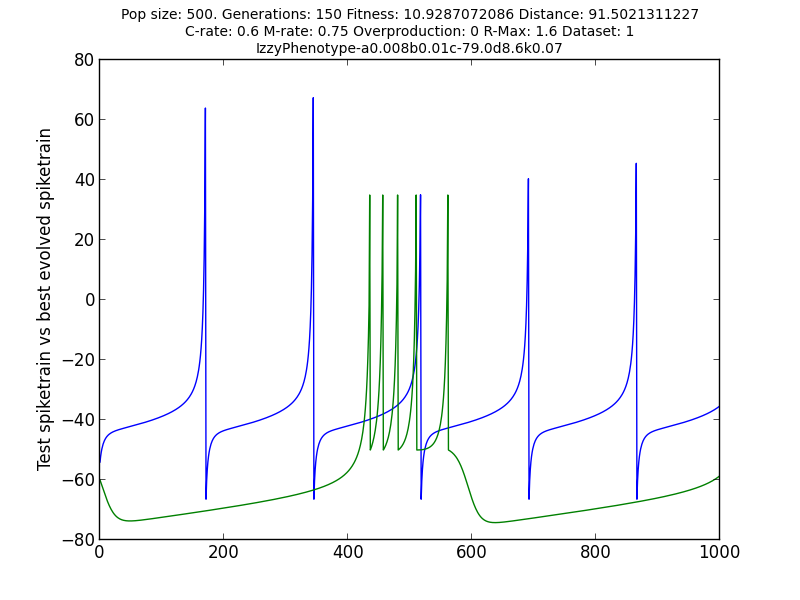 Pop size: 500. Generations: 150 Fitness: 10.9287072086 Distance: 91.5021311227
C-rate: 0.6 M-rate: 0.75 Overproduction: 0 R-Max: 1.6 Dataset: 1
IzzyPhenotype-a0.008b0.01c-79.0d8.6k0.07
Test spiketrain vs best evolved spiketrain
80
60
40
20
0
−20
−40
−60
−80
0 200 400 600 800 1000